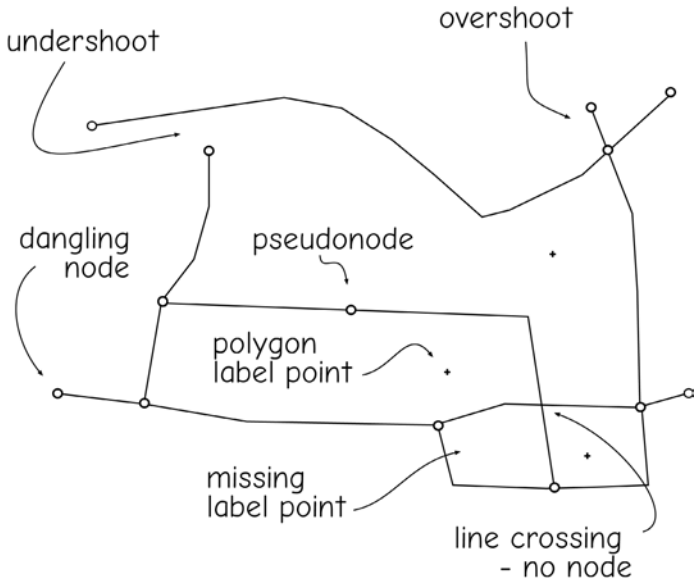 overshoot
undershoot
dangling
node
pseudonode
polygon
label point
missing
label point
line crossing
- no node